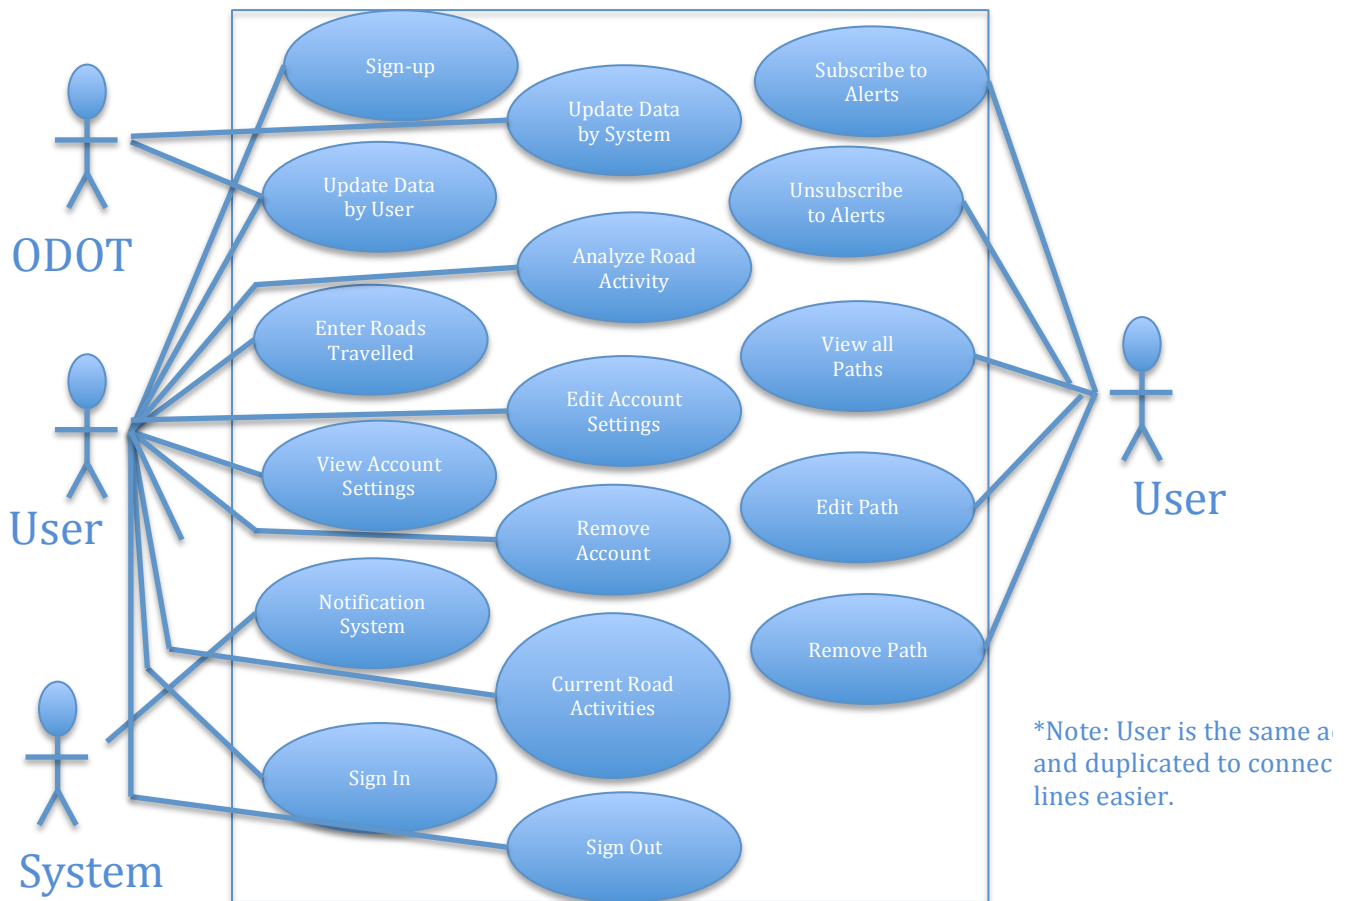 Sign-up
Subscribe to
Alerts
Update Data
by System
Update Data
by User
Unsubscribe
to Alerts
ODOT
Analyze Road
Activity
Enter Roads
Travelled
View all
Paths
Edit Account
Settings
View Account
Settings
User
User
Edit Path
Remove
Account
Notification
System
Remove Path
Current Road
Activities
*Note: User is the same
and duplicated to connec
lines easier.
Sign In
Sign Out
System